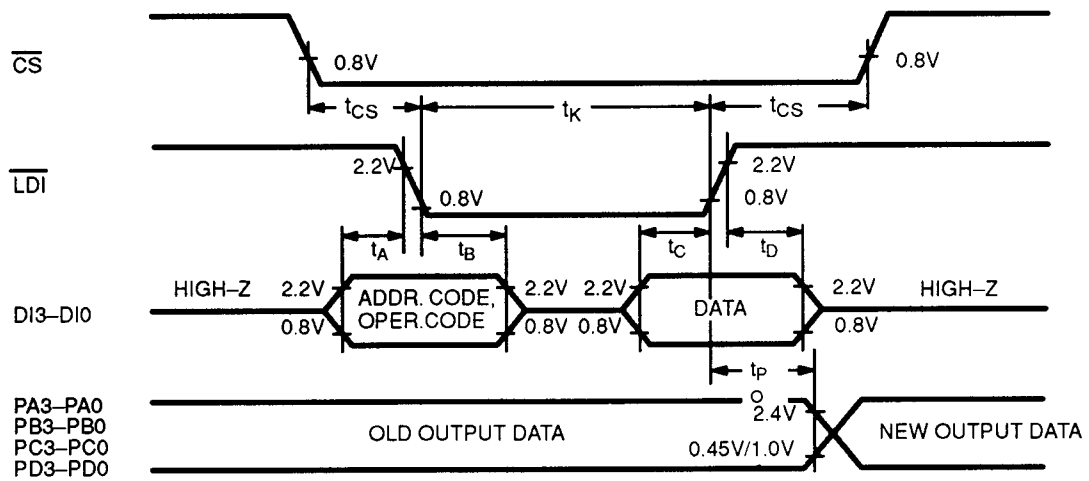 CS
0.8V
0.8V
tCS
tK
tCS
LDI
2.2V
0.8V
2.2V
0.8V
tA
tB
tC
tD
DI3–DI0
HIGH–Z
2.2V
0.8V
ADDR. CODE,
OPER.CODE
2.2V
0.8V
2.2V
0.8V
DATA
2.2V
0.8V
HIGH–Z
tP
O
PA3–PA0
PB3–PB0
PC3–PC0
PD3–PD0
OLD OUTPUT DATA
2.4V
0.45V/1.0V
NEW OUTPUT DATA